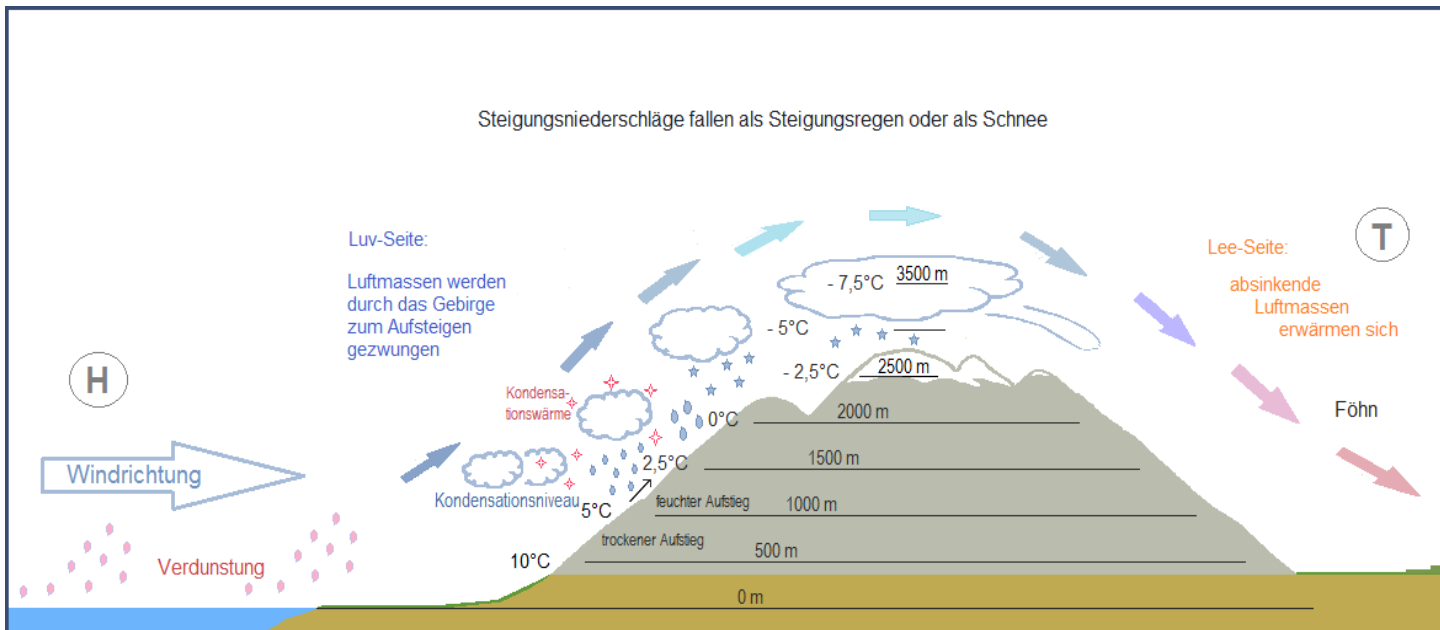 Steigungsniederschläge fallen als Steigungsregen oder als Schnee
Luv-Seite:
Luftmassen werden
durch das Gebirge
zum Aufsteigen
gezwungen
H
Windrichtung
Verdunstung
Kondensa-
tionswärme
Kondensationsniveau
- 7,5°C 3500 m
- 5°C
- 2,5°C 2500 m
0°C 2000 m
2,5°C 1500 m
5°C feuchter Aufstieg 1000 m
trockener Aufstieg
10°C 500 m
0 m
T
Lee-Seite:
absinkende
Luftmassen
erwärmen sich
Föhn